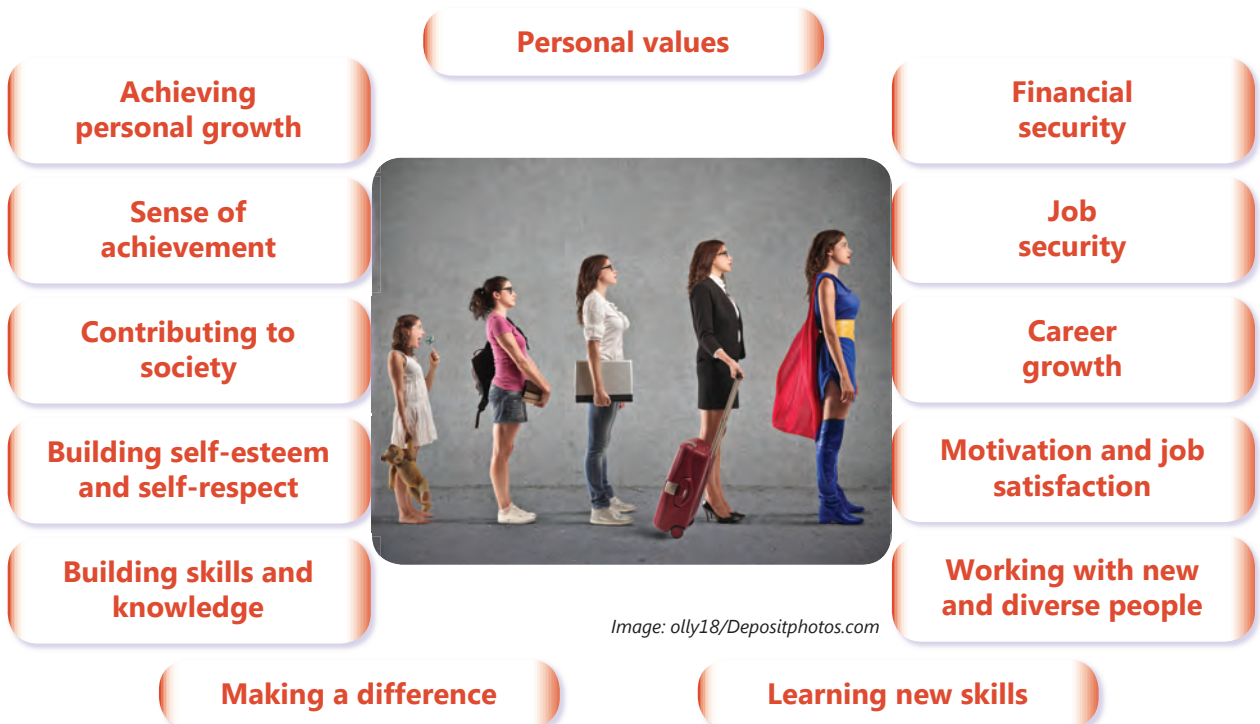 Personal values
Achieving
personal growth
Sense of
achievement
Contributing to
society
Building self-esteem
and self-respect
Building skills and
knowledge
Financial
security
Job
security
Career
growth
Motivation and job
satisfaction
Working with new
and diverse people
Image: olly18/Depositphotos.com
Making a difference
Learning new skills